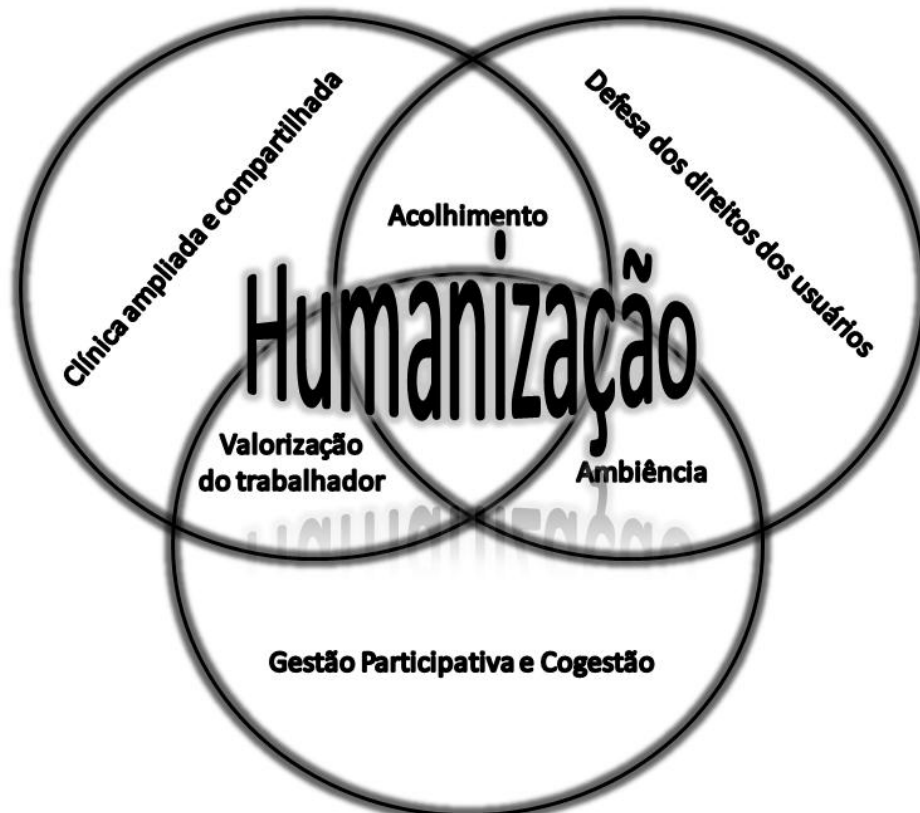 Clínica ampliada e compartilhada
Defesa dos direitos dos usuários
Acolhimento
Humanização
Valorização
do trabalhador
Ambiência
Gestão Participativa e Cogestão